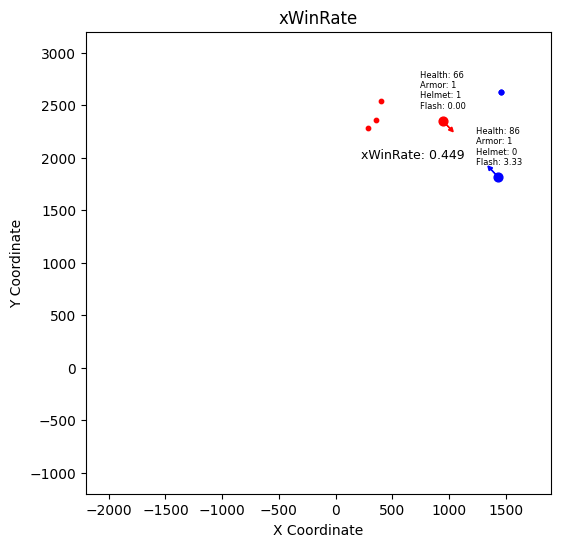 xWinRate
3000
2500
2000
1500
1000
500
0
−500
−1000
Y Coordinate
Health: 66
Armor: 1
Helmet: 1
Flash: 0.00
Health: 86
Armor: 1
Helmet: 0
Flash: 3.33
xWinRate: 0.449
−2000 −1500 −1000 −500 0 500 1000 1500
X Coordinate